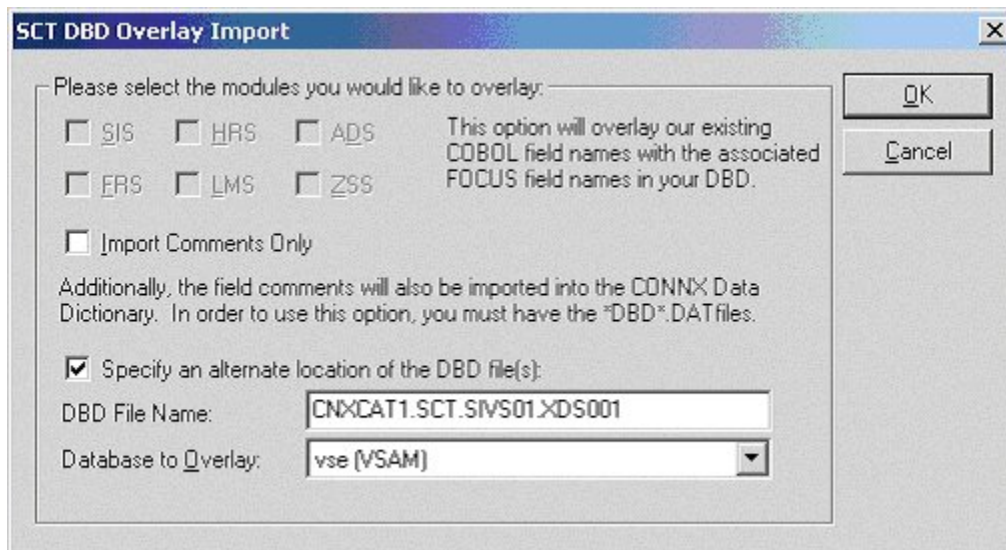 SCT DBD Overlay Import
Please select the modules you would like to overlay:
SIS HRS ADS
FRS LMS ZSS
This option will overlay our existing
COBOL field names with the associated
FOCUS field names in your DBD.
OK
Cancel
Import Comments Only
Additionally, the field comments will also be imported into the CONNX Data
Dictionary. In order to use this option, you must have the *DBD*.DATfiles.
Specify an alternate location of the DBD file(s):
DBD File Name: CNXCAT1.SCT.SIVS01.XDS001
Database to Overlay: vse (VSAM)